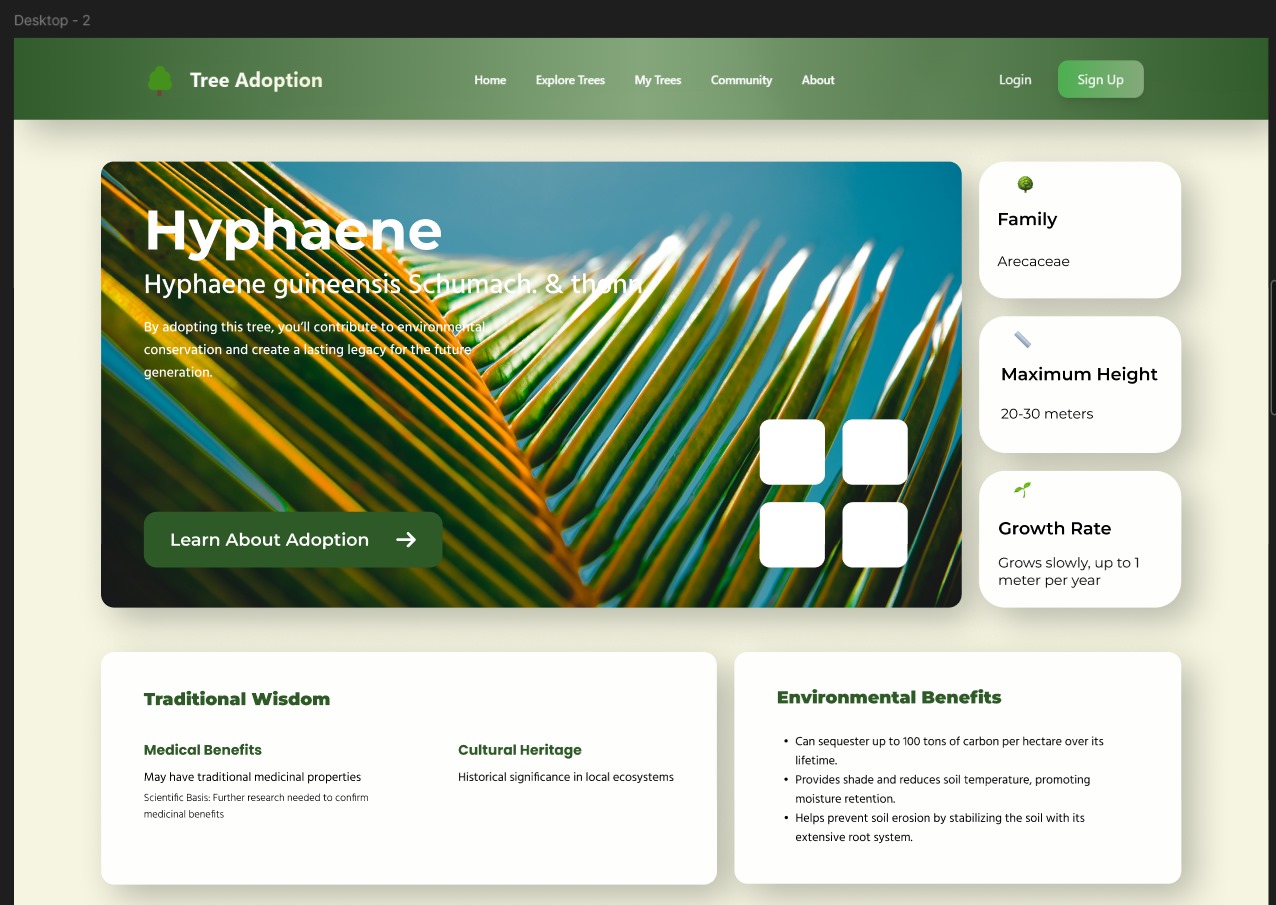 Desktop - 2
Tree Adoption
Home
Explore Trees
My Trees
Community
About
Login
Sign Up
Hyphaene
Hyphaene guineensis Schumach. & thonn
By adopting this tree, you’ll contribute to environmental
conservation and create a lasting legacy for the future
generation.
Learn About Adoption
Family
Arecaceae
Maximum Height
20-30 meters
Growth Rate
Grows slowly, up to 1
meter per year
Traditional Wisdom
Medical Benefits
May have traditional medicinal properties
Scientific Basis: Further research needed to confirm
medicinal benefits
Cultural Heritage
Historical significance in local ecosystems
Environmental Benefits
• Can sequester up to 100 tons of carbon per hectare over its
lifetime.
• Provides shade and reduces soil temperature, promoting
moisture retention.
• Helps prevent soil erosion by stabilizing the soil with its
extensive root system.